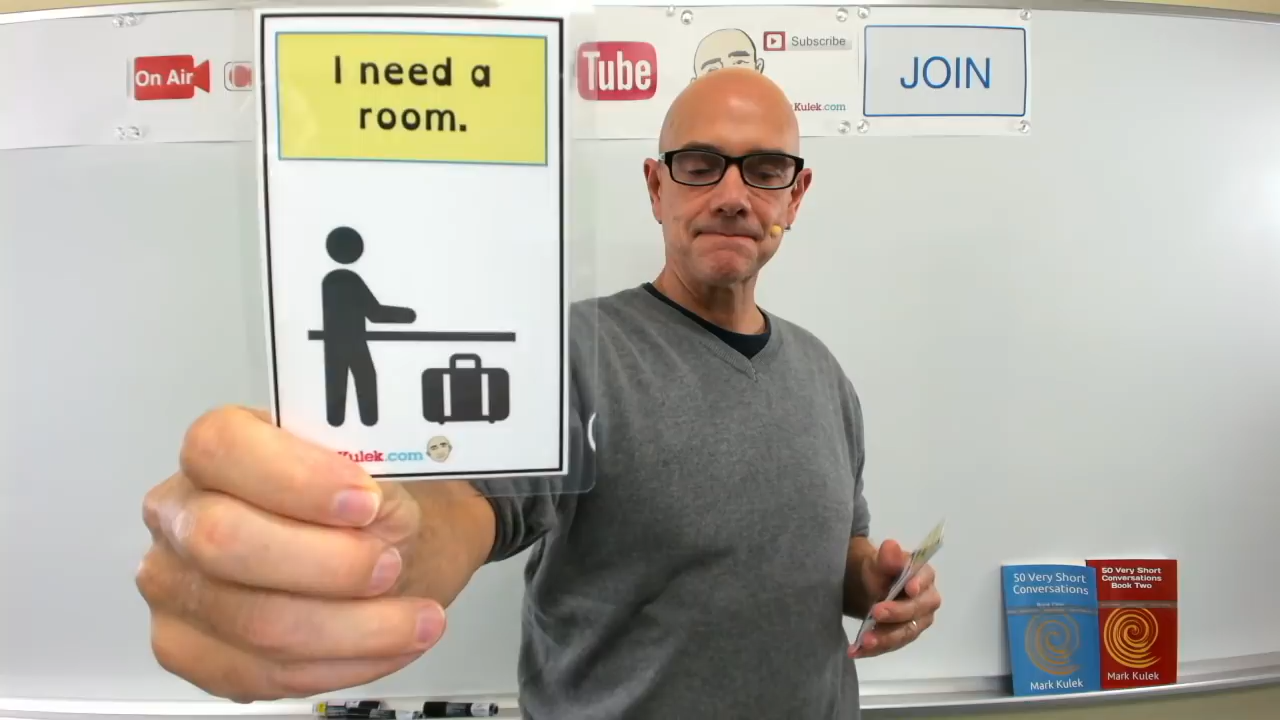 On Air
I need a
room.
Kulek.com
Tube
Subscribe
Kulek.com
JOIN
50 Very Short
Conversations
Mark Kulek
50 Very Short
Conversations
Book Two
Mark Kulek